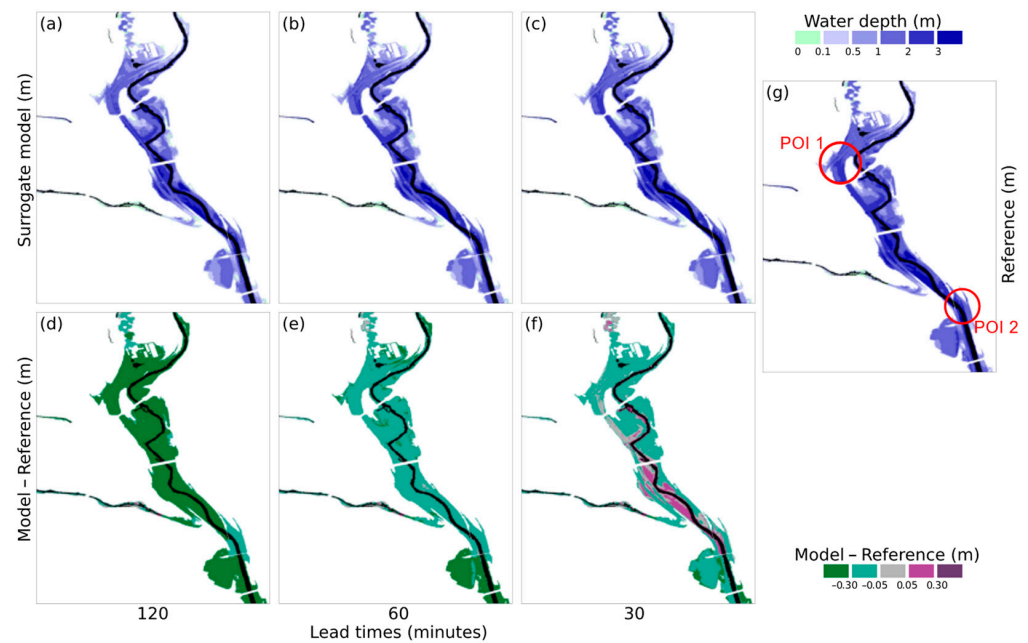 (a)
(b)
(c)
Water depth (m)
0 0.1 0.5 1 2 3
Surrogate model (m)
(g)
POI 1
POI 2
Reference (m)
(d)
(e)
(f)
Model – Reference (m)
Model – Reference (m)
–0.30 –0.05 0.05 0.30
120 60 30
Lead times (minutes)